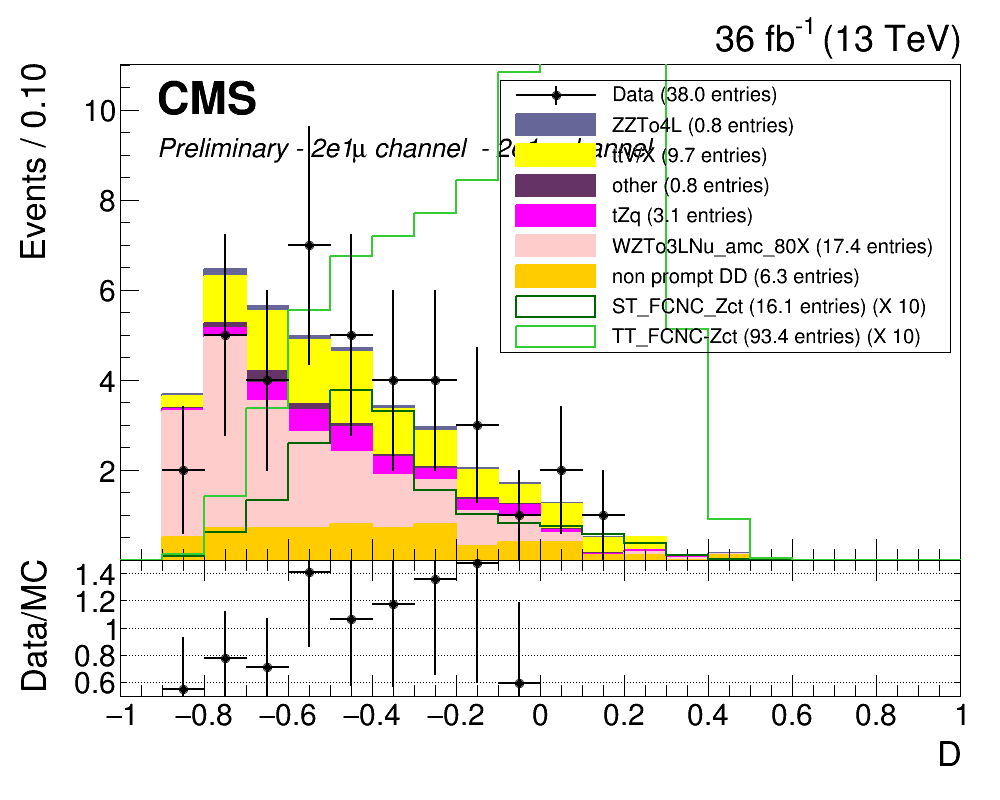 36 fb-1 (13 TeV)
CMS
Preliminary - 2e1μ channel - 2e1μ channel
Events / 0.10
10
8
6
4
2
Data (38.0 entries)
ZZTo4L (0.8 entries)
ttV/X (9.7 entries)
other (0.8 entries)
tZq (3.1 entries)
WZTo3LNu_amc_80X (17.4 entries)
non prompt DD (6.3 entries)
ST_FCNC_Zct (16.1 entries) (X 10)
TT_FCNC-Zct (93.4 entries) (X 10)
Data/MC
1.4
1.2
1
0.8
0.6
−1 −0.8 −0.6 −0.4 −0.2 0 0.2 0.4 0.6 0.8 1
D